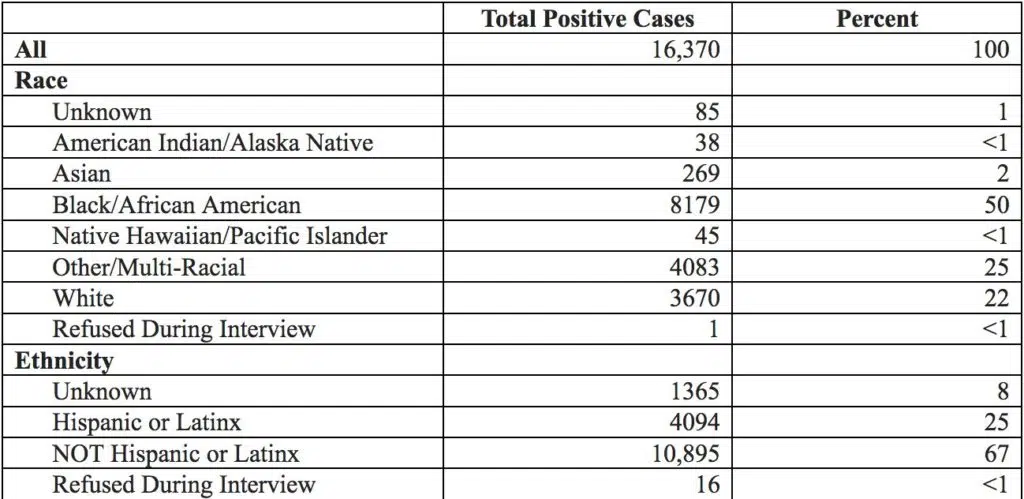 Total Positive Cases Percent
All 16,370 100
Race
Unknown 85 1
American Indian/Alaska Native 38 <1
Asian 269 2
Black/African American 8179 50
Native Hawaiian/Pacific Islander 45 <1
Other/Multi-Racial 4083 25
White 3670 22
Refused During Interview 1 <1
Ethnicity
Unknown 1365 8
Hispanic or Latinx 4094 25
NOT Hispanic or Latinx 10,895 67
Refused During Interview 16 <1